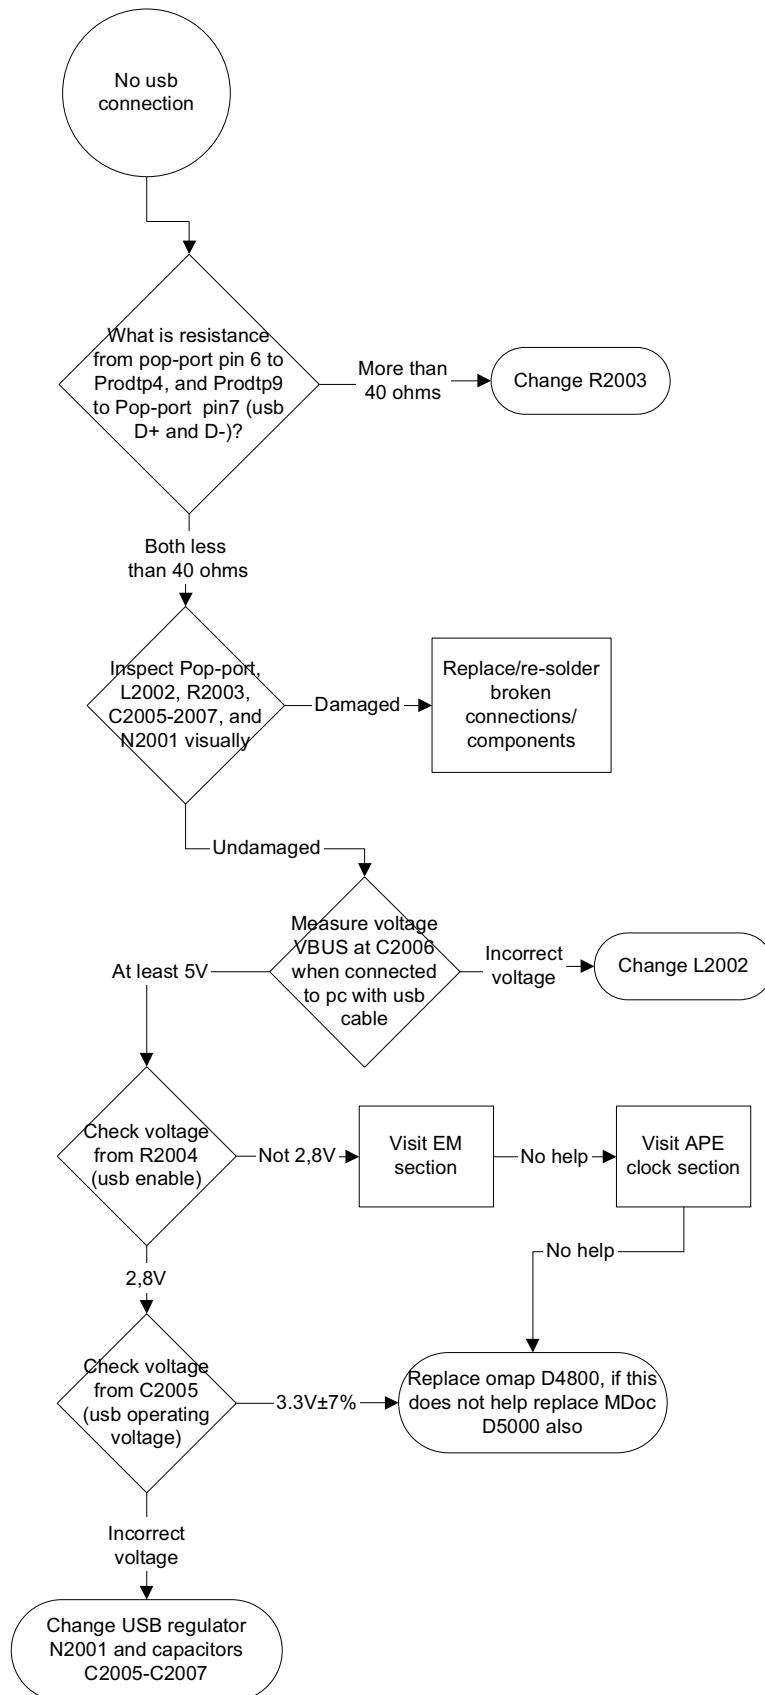 No usb
connection
What is resistance
from pop-port pin 6 to
Prodtp4, and Prodtp9
to Pop-port  pin7 (usb
D+ and D-)?
More than
40 ohms
Change R2003
Both less
than 40 ohms
Inspect Pop-port,
L2002, R2003,
C2005-2007, and
N2001 visually
Damaged
Replace/re-solder
broken
connections/
components
Undamaged
Measure voltage
VBUS at C2006
when connected
to pc with usb
cable
Incorrect
voltage
Change L2002
At least 5V
Check voltage
from R2004
(usb enable)
Not 2,8V
Visit EM
section
No help
Visit APE
clock section
No help
2,8V
Check voltage
from C2005
(usb operating
voltage)
3.3V±7%
Replace omap D4800, if this
does not help replace MDoc
D5000 also
Incorrect
voltage
Change USB regulator
N2001 and capacitors
C2005-C2007